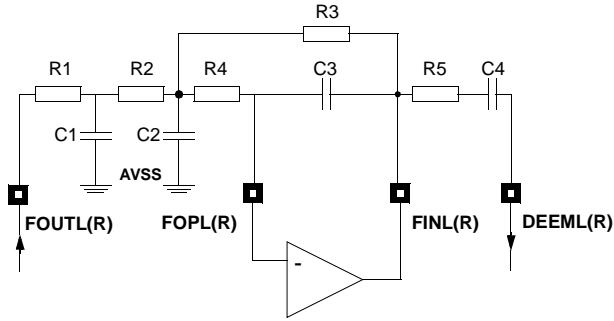 R3
R1 R2 R4 C3 R5 C4
C1 C2
AVSS
FOUTL(R) FOPL(R) FINL(R) DEEML(R)
-